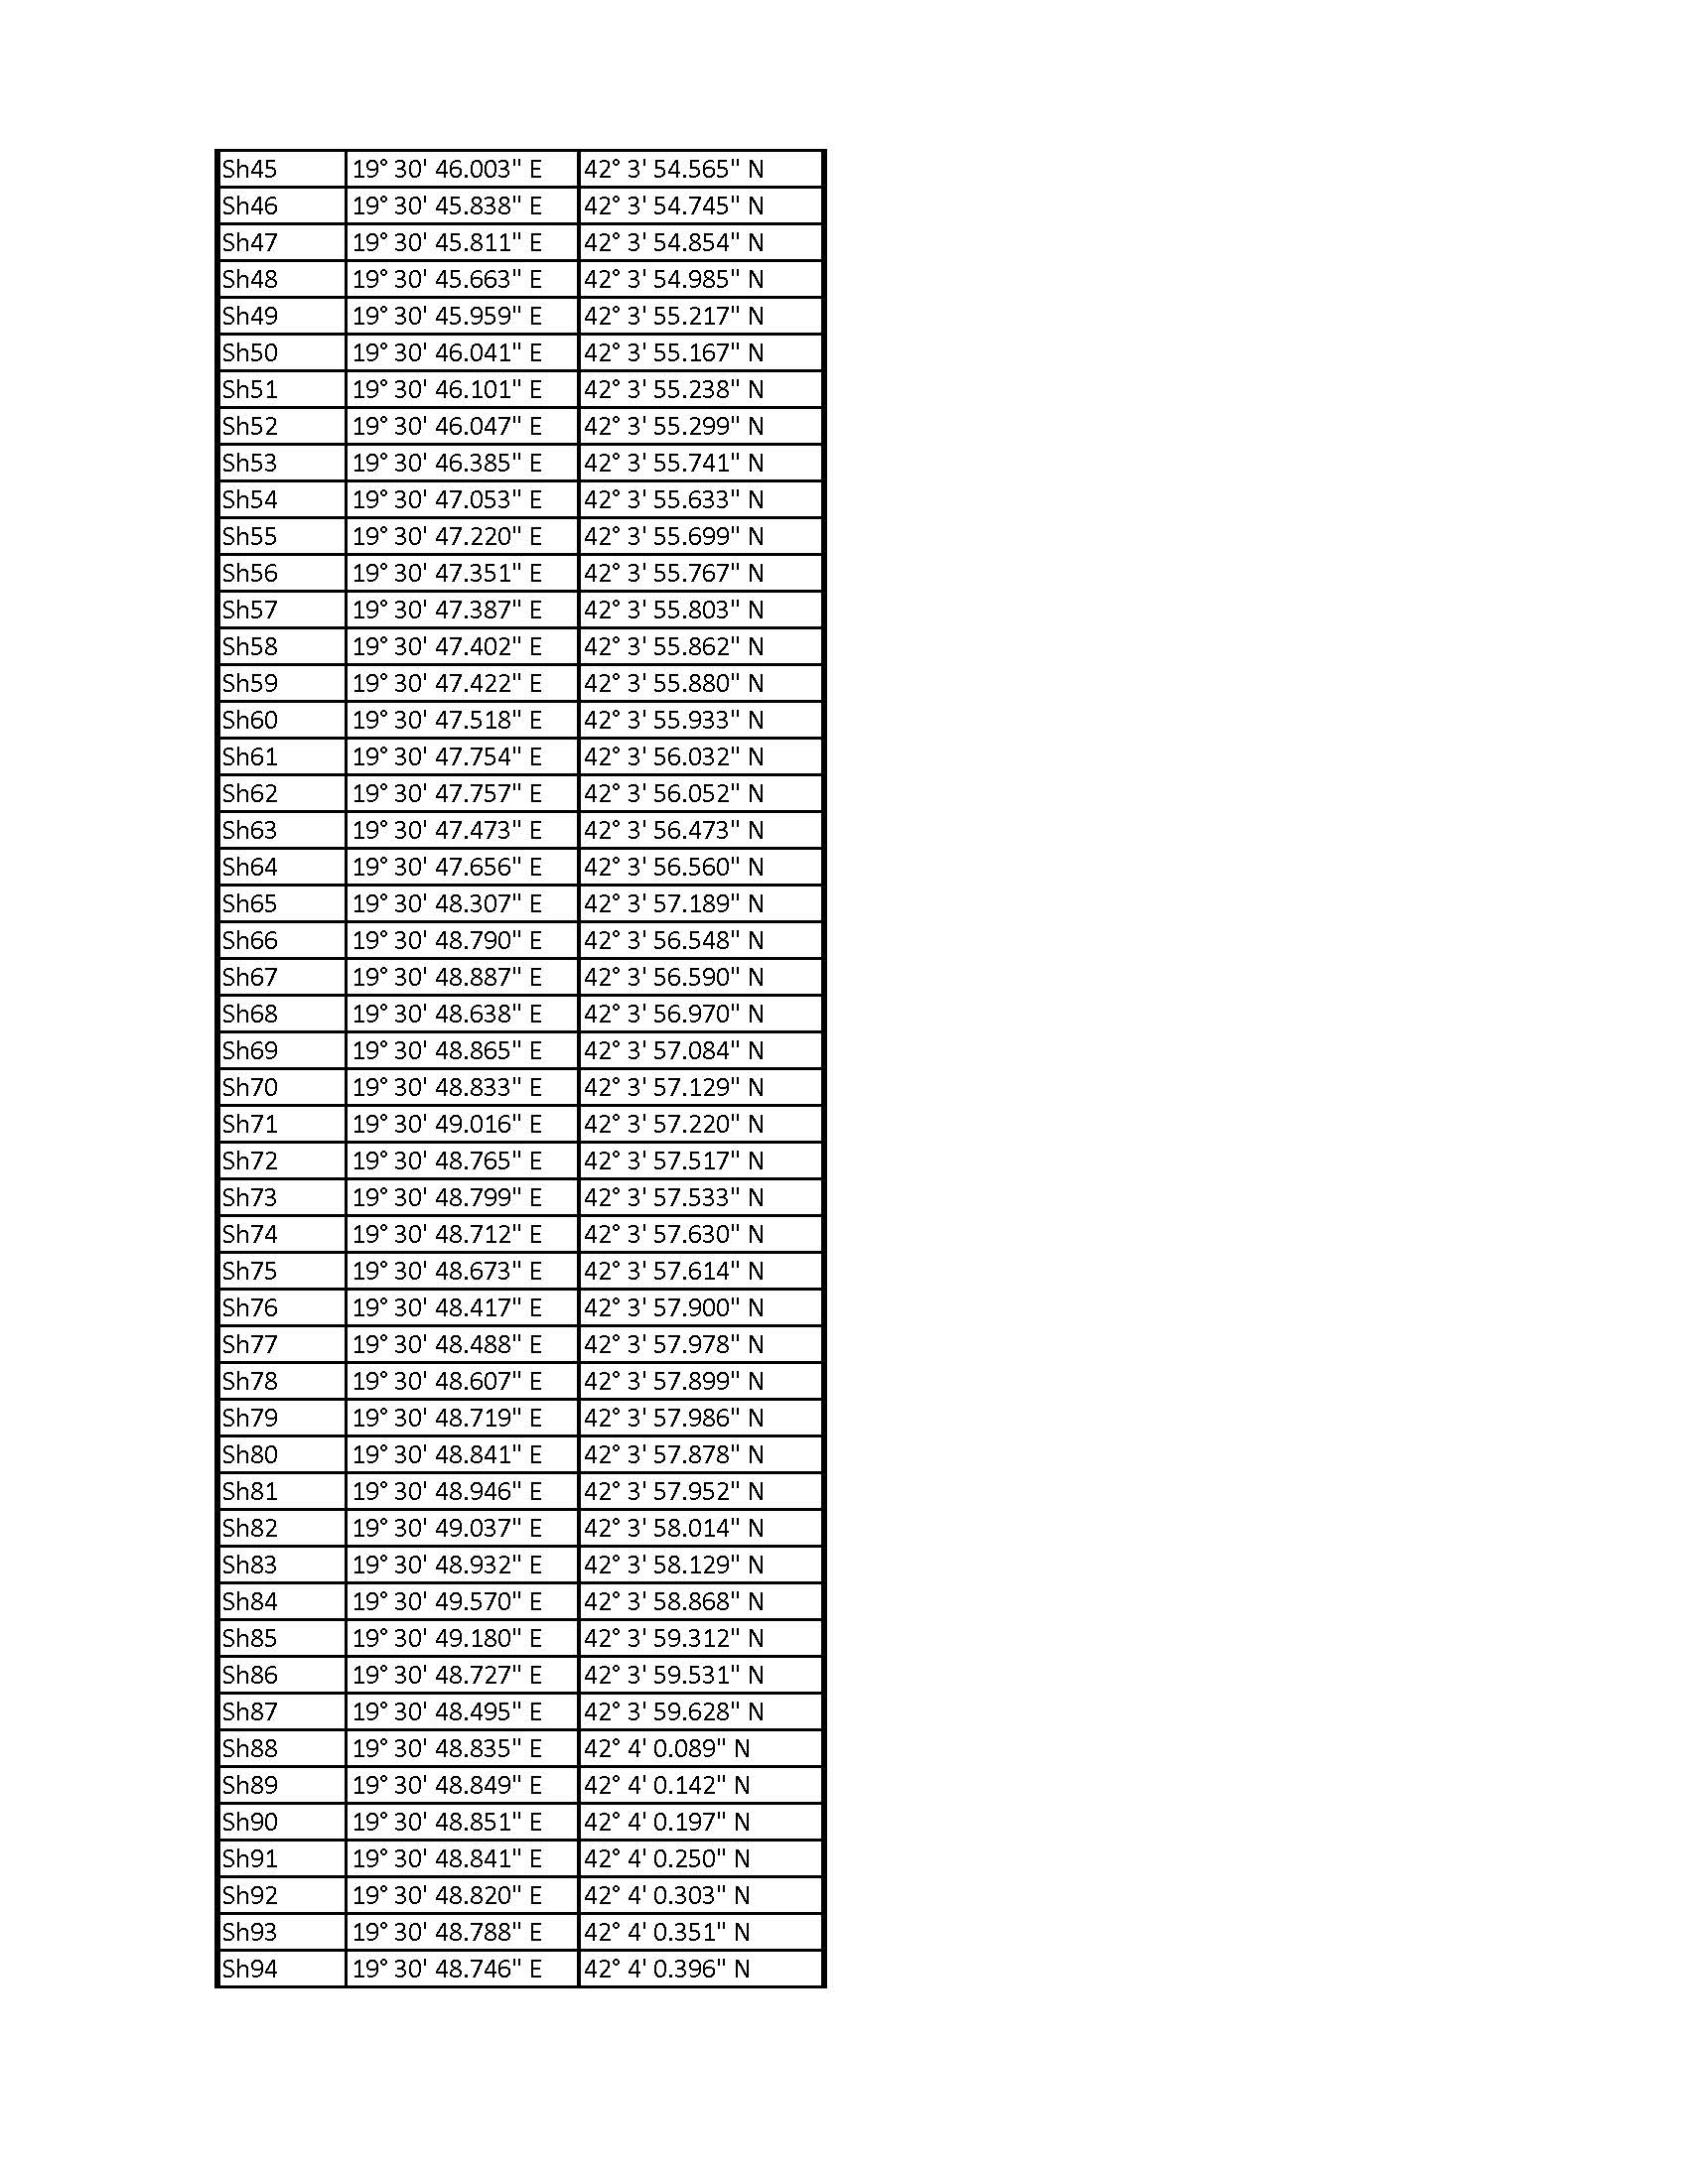 Sh45 19° 30' 46.003" E 42° 3' 54.565" N
Sh46 19° 30' 45.838" E 42° 3' 54.745" N
Sh47 19° 30' 45.811" E 42° 3' 54.854" N
Sh48 19° 30' 45.663" E 42° 3' 54.985" N
Sh49 19° 30' 45.959" E 42° 3' 55.217" N
Sh50 19° 30' 46.041" E 42° 3' 55.167" N
Sh51 19° 30' 46.101" E 42° 3' 55.238" N
Sh52 19° 30' 46.047" E 42° 3' 55.299" N
Sh53 19° 30' 46.385" E 42° 3' 55.741" N
Sh54 19° 30' 47.053" E 42° 3' 55.633" N
Sh55 19° 30' 47.220" E 42° 3' 55.699" N
Sh56 19° 30' 47.351" E 42° 3' 55.767" N
Sh57 19° 30' 47.387" E 42° 3' 55.803" N
Sh58 19° 30' 47.402" E 42° 3' 55.862" N
Sh59 19° 30' 47.422" E 42° 3' 55.880" N
Sh60 19° 30' 47.518" E 42° 3' 55.933" N
Sh61 19° 30' 47.754" E 42° 3' 56.032" N
Sh62 19° 30' 47.757" E 42° 3' 56.052" N
Sh63 19° 30' 47.473" E 42° 3' 56.473" N
Sh64 19° 30' 47.656" E 42° 3' 56.560" N
Sh65 19° 30' 48.307" E 42° 3' 57.189" N
Sh66 19° 30' 48.790" E 42° 3' 56.548" N
Sh67 19° 30' 48.887" E 42° 3' 56.590" N
Sh68 19° 30' 48.638" E 42° 3' 56.970" N
Sh69 19° 30' 48.865" E 42° 3' 57.084" N
Sh70 19° 30' 48.833" E 42° 3' 57.129" N
Sh71 19° 30' 49.016" E 42° 3' 57.220" N
Sh72 19° 30' 48.765" E 42° 3' 57.517" N
Sh73 19° 30' 48.799" E 42° 3' 57.533" N
Sh74 19° 30' 48.712" E 42° 3' 57.630" N
Sh75 19° 30' 48.673" E 42° 3' 57.614" N
Sh76 19° 30' 48.417" E 42° 3' 57.900" N
Sh77 19° 30' 48.488" E 42° 3' 57.978" N
Sh78 19° 30' 48.607" E 42° 3' 57.899" N
Sh79 19° 30' 48.719" E 42° 3' 57.986" N
Sh80 19° 30' 48.841" E 42° 3' 57.878" N
Sh81 19° 30' 48.946" E 42° 3' 57.952" N
Sh82 19° 30' 49.037" E 42° 3' 58.014" N
Sh83 19° 30' 48.932" E 42° 3' 58.129" N
Sh84 19° 30' 49.570" E 42° 3' 58.868" N
Sh85 19° 30' 49.180" E 42° 3' 59.312" N
Sh86 19° 30' 48.727" E 42° 3' 59.531" N
Sh87 19° 30' 48.495" E 42° 3' 59.628" N
Sh88 19° 30' 48.835" E 42° 4' 0.089" N
Sh89 19° 30' 48.849" E 42° 4' 0.142" N
Sh90 19° 30' 48.851" E 42° 4' 0.197" N
Sh91 19° 30' 48.841" E 42° 4' 0.250" N
Sh92 19° 30' 48.820" E 42° 4' 0.303" N
Sh93 19° 30' 48.788" E 42° 4' 0.351" N
Sh94 19° 30' 48.746" E 42° 4' 0.396" N